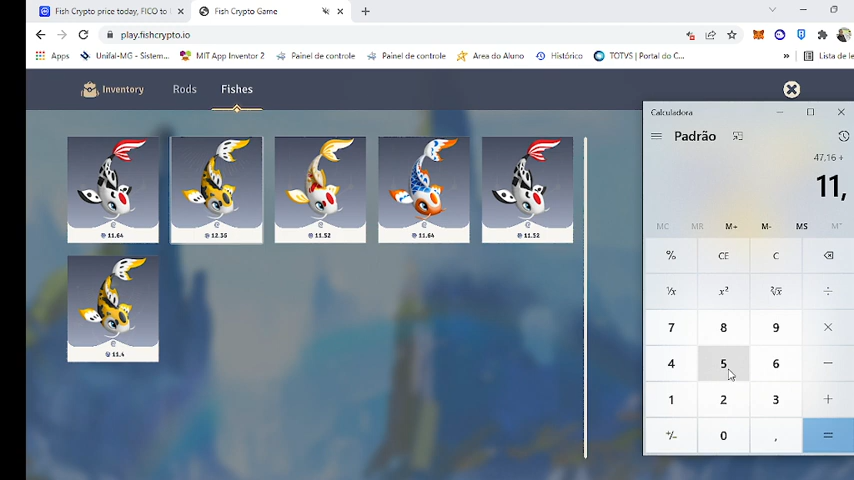 Fish Crypto price today, FICO to
Fish Crypto Game
play.fishcrypto.io
Apps
Unifal-MG - Sistem...
MIT App Inventor 2
Painel de controle
Painel de controle
Area do Aluno
Histórico
TOTVS | Portal do C...
»
Lista de le
Inventory
Rods
Fishes
11.64
12.35
11.52
11.64
11.52
11.4
Calculadora
Padrão
47.16 +
11,
MC MR M+ M- MS M˅
% CE C
¹/x x² ²√x ÷
7 8 9 ×
4 5 6 −
1 2 3 +
+/− 0 , =